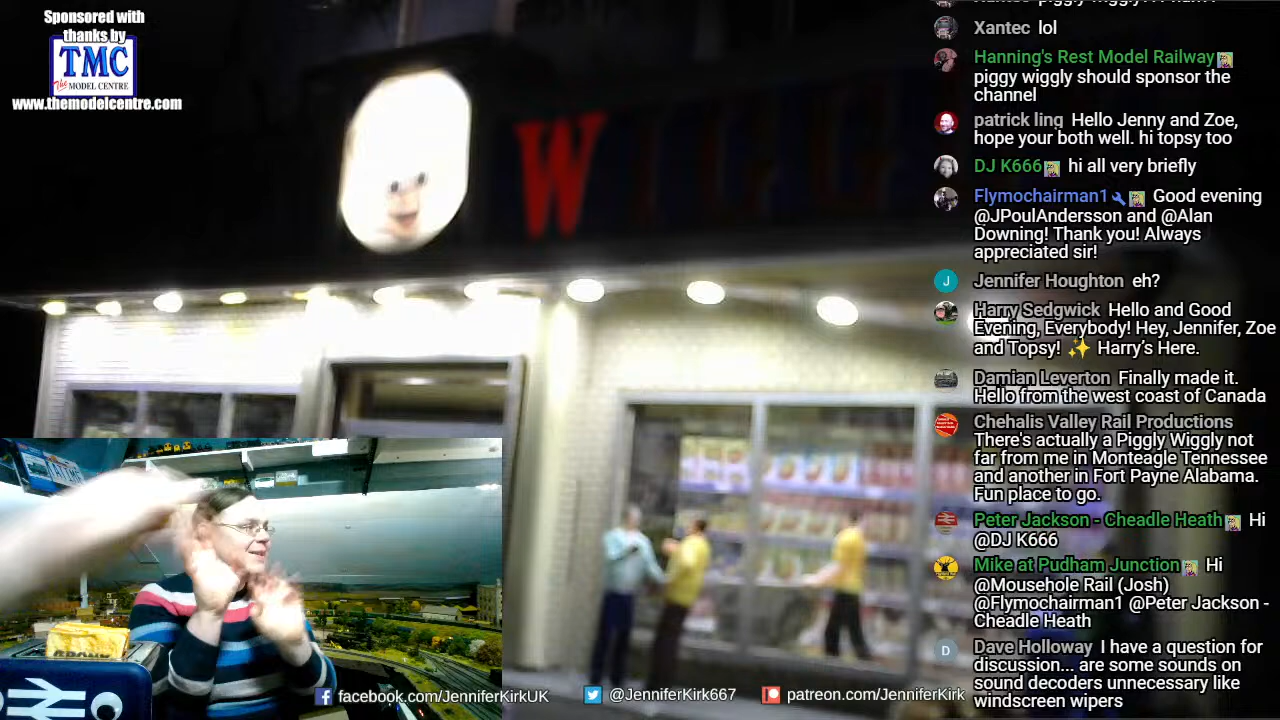 Sponsored with
thanks by
TMC
The MODEL CENTRE
www.themodelcentre.com
W
Xantec lol
Hanning's Rest Model Railway
piggy wiggly should sponsor the
channel
patrick ling Hello Jenny and Zoe,
hope your both well. hi topsy too
DJ K666 hi all very briefly
Flymochairman1 Good evening
@JPoulAndersson and @Alan
Downing! Thank you! Always
appreciated sir!
J Jennifer Houghton eh?
Harry Sedgwick Hello and Good
Evening, Everybody! Hey, Jennifer, Zoe
and Topsy! ✨ Harry's Here.
Damian Leverton Finally made it.
Hello from the west coast of Canada
Chehalis Valley Rail Productions
There's actually a Piggly Wiggly not
far from me in Monteagle Tennessee
and another in Fort Payne Alabama.
Fun place to go.
Peter Jackson - Cheadle Heath Hi
@DJ K666
Mike at Pudham Junction Hi
@Mousehole Rail (Josh)
@Flymochairman1 @Peter Jackson -
Cheadle Heath
D Dave Holloway I have a question for
discussion... are some sounds on
sound decoders unnecessary like
windscreen wipers
facebook.com/JenniferKirkUK
@JenniferKirk667
patreon.com/JenniferKirk